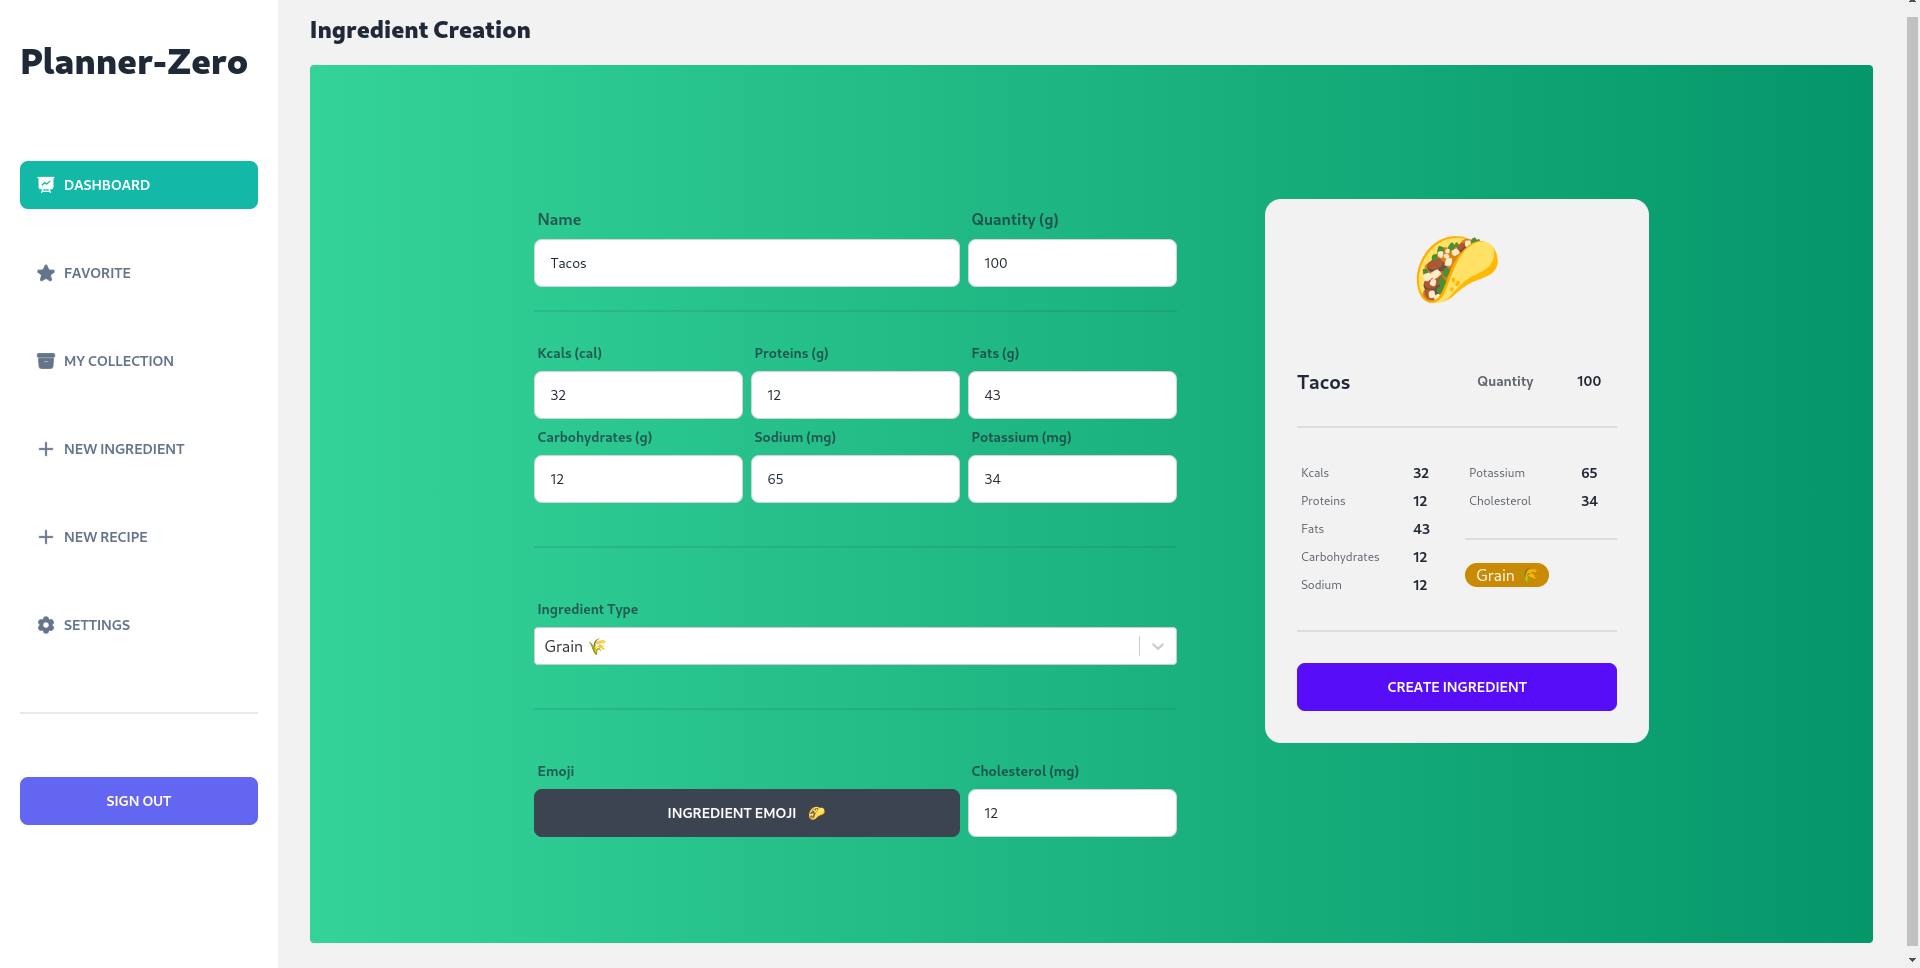 Planner-Zero
DASHBOARD
FAVORITE
MY COLLECTION
NEW INGREDIENT
NEW RECIPE
SETTINGS
SIGN OUT
Ingredient Creation
Name Quantity (g)
Tacos 100
Kcals (cal) Proteins (g) Fats (g)
32 12 43
Carbohydrates (g) Sodium (mg) Potassium (mg)
12 65 34
Ingredient Type
Grain 🌾
Emoji Cholesterol (mg)
INGREDIENT EMOJI 🌮 12
Tacos Quantity 100
Kcals 32 Potassium 65
Proteins 12 Cholesterol 34
Fats 43
Carbohydrates 12
Grain 🌾
Sodium 12
CREATE INGREDIENT